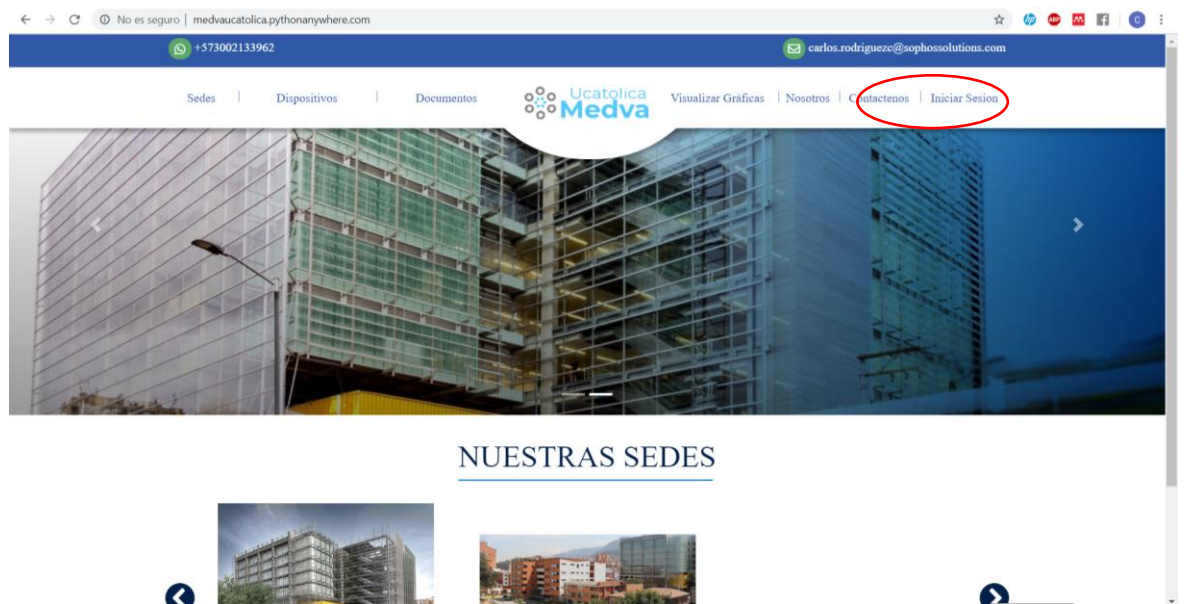 No es seguro | medvaucatolica.pythonanywhere.com
+573002133962 carlos.rodriguezc@sophossolutions.com
Sedes | Dispositivos | Documentos Ucatolica Medva Visualizar Gráficas | Nosotros | Contactenos | Iniciar Sesion
NUESTRAS SEDES